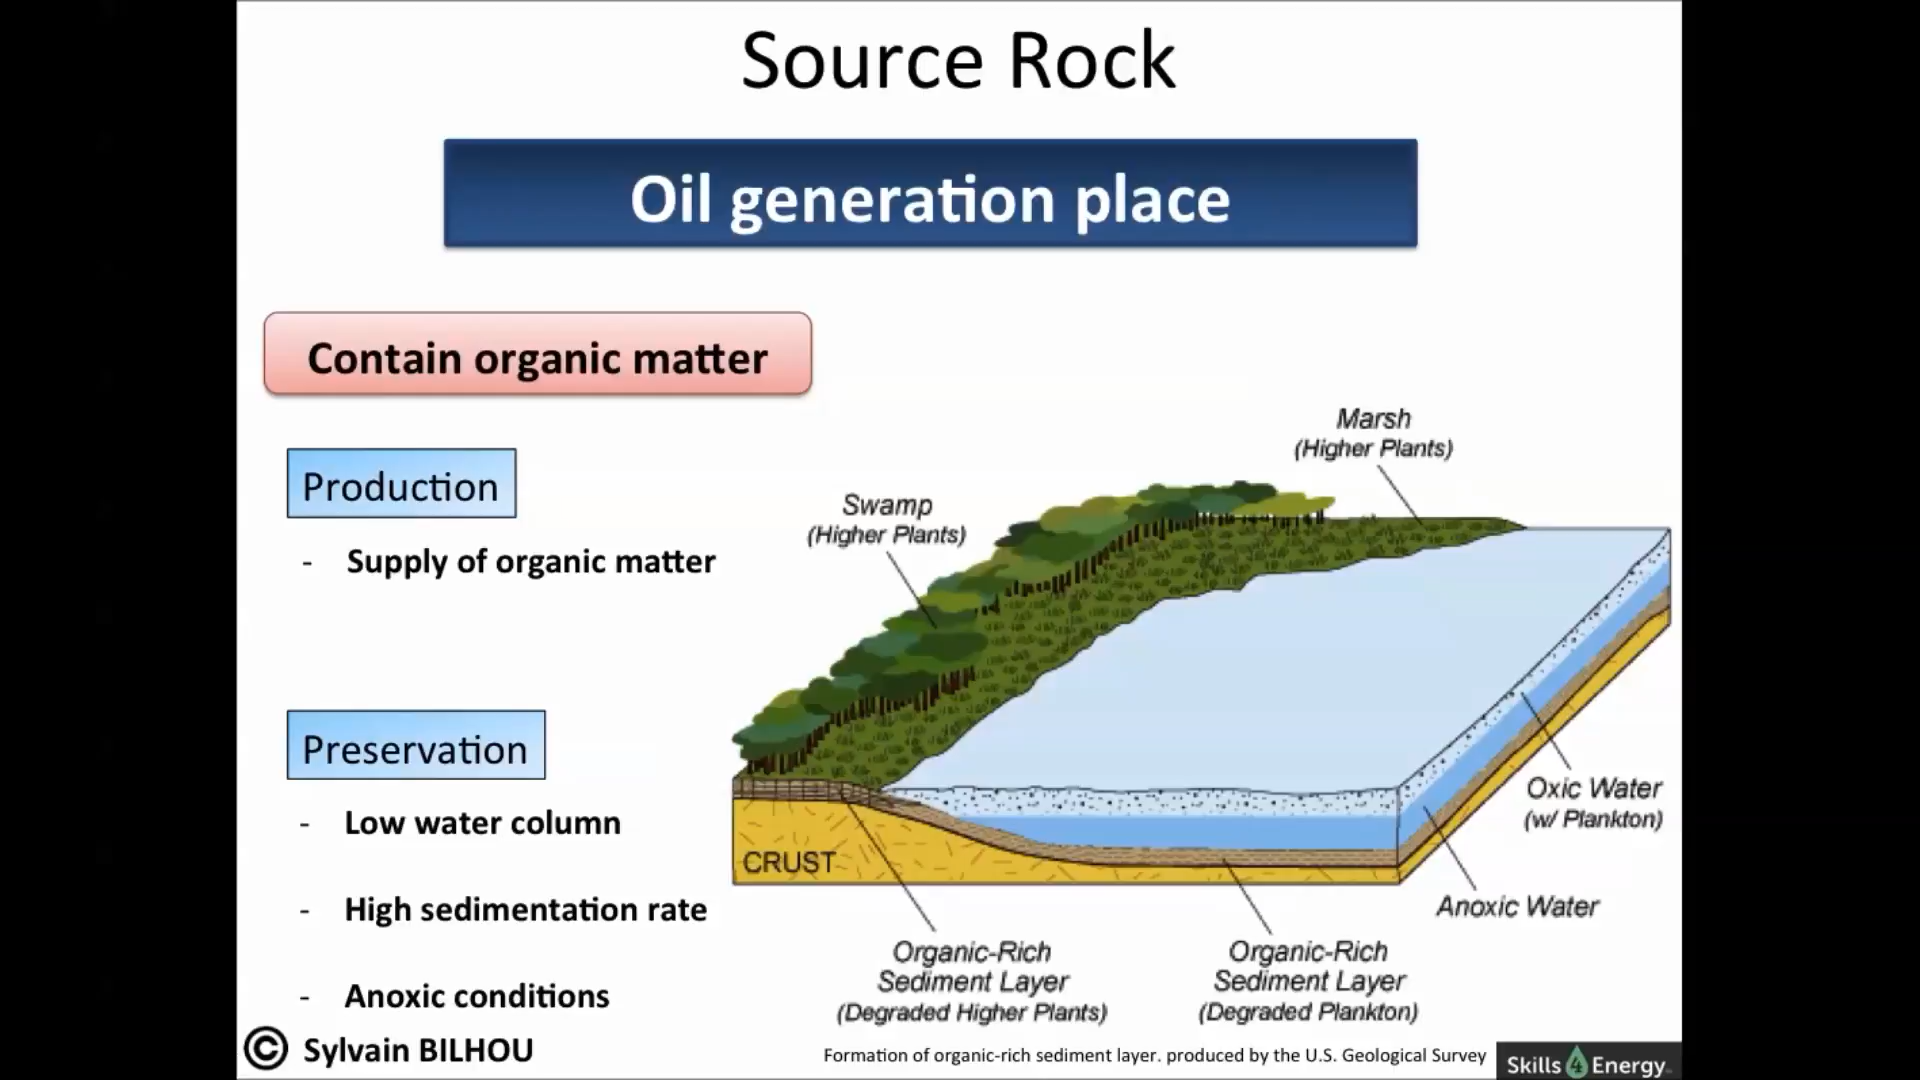 Source Rock
Oil generation place
Contain organic matter
Production
- Supply of organic matter
Preservation
- Low water column
- High sedimentation rate
- Anoxic conditions
© Sylvain BILHOU
Marsh
(Higher Plants)
Swamp
(Higher Plants)
Oxic Water
(w/ Plankton)
CRUST
Anoxic Water
Organic-Rich
Sediment Layer
(Degraded Higher Plants)
Organic-Rich
Sediment Layer
(Degraded Plankton)
Formation of organic-rich sediment layer. produced by the U.S. Geological Survey
Skills 4 Energy